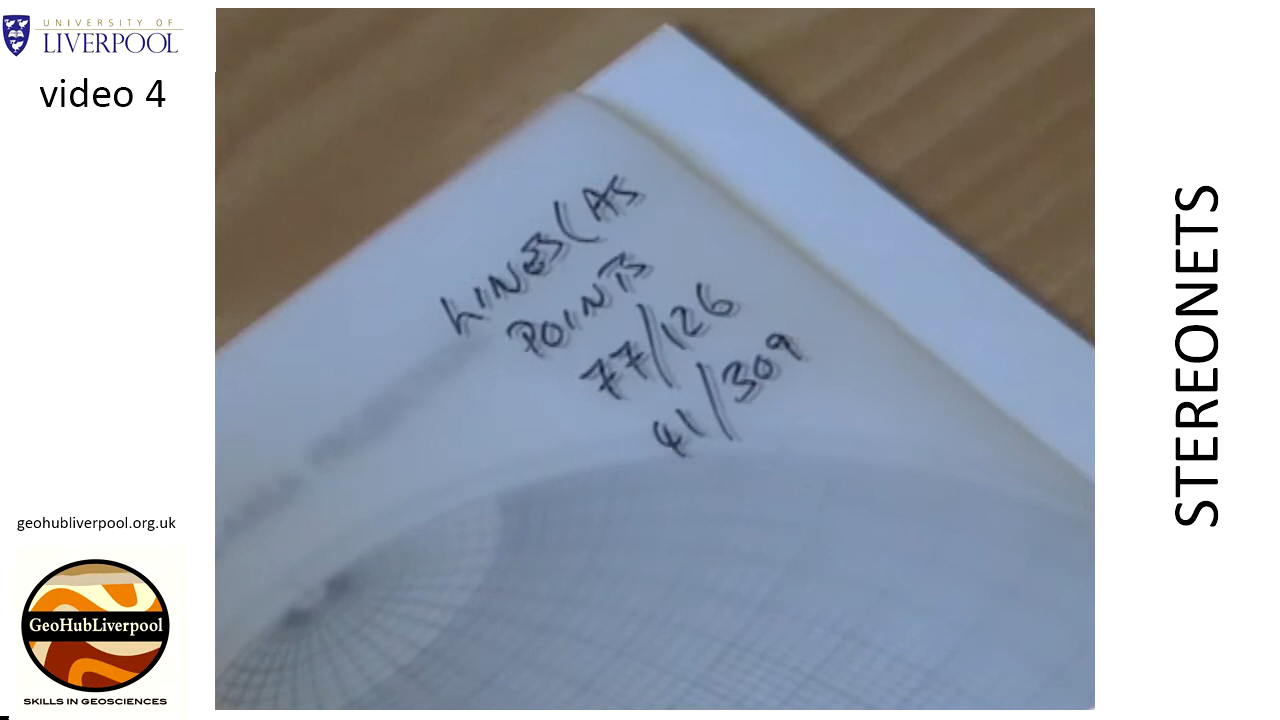 UNIVERSITY OF
LIVERPOOL
video 4
LINES (AS
POINTS
77/126
41/309
STEREONETS
geohubliverpool.org.uk
GeoHubLiverpool
SKILLS IN GEOSCIENCES